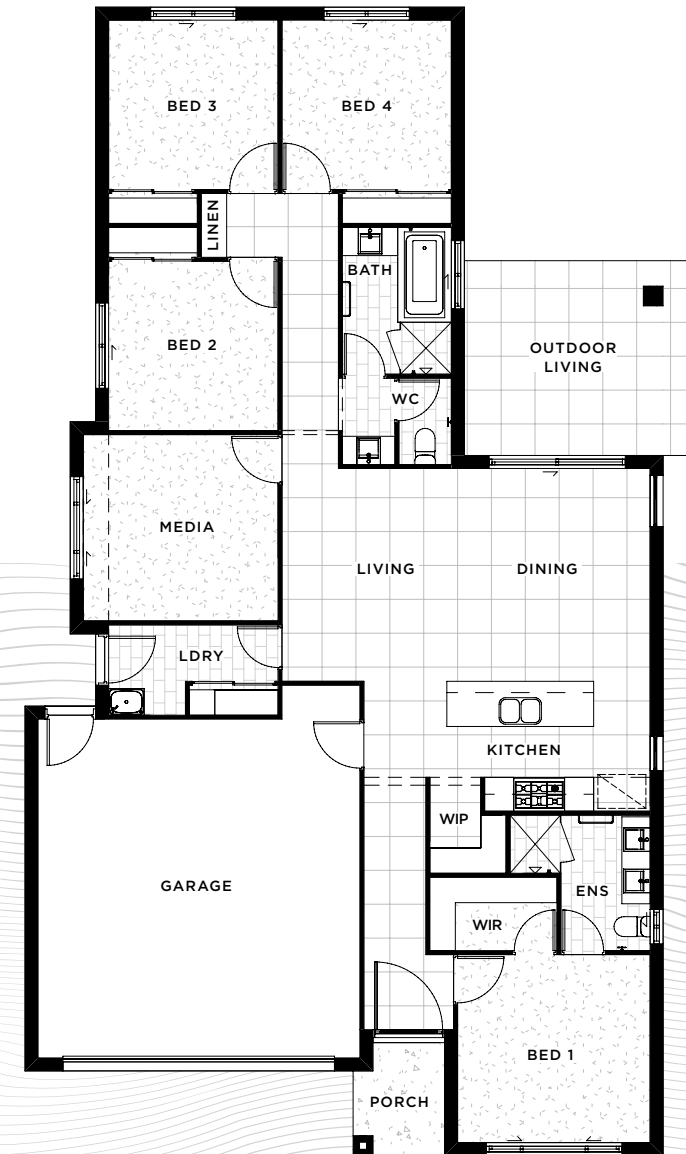 BED 3
BED 4
LINEN
BATH
BED 2
OUTDOOR
LIVING
WC
MEDIA
LIVING
DINING
LDRY
KITCHEN
WIP
GARAGE
ENS
WIR
BED 1
PORCH